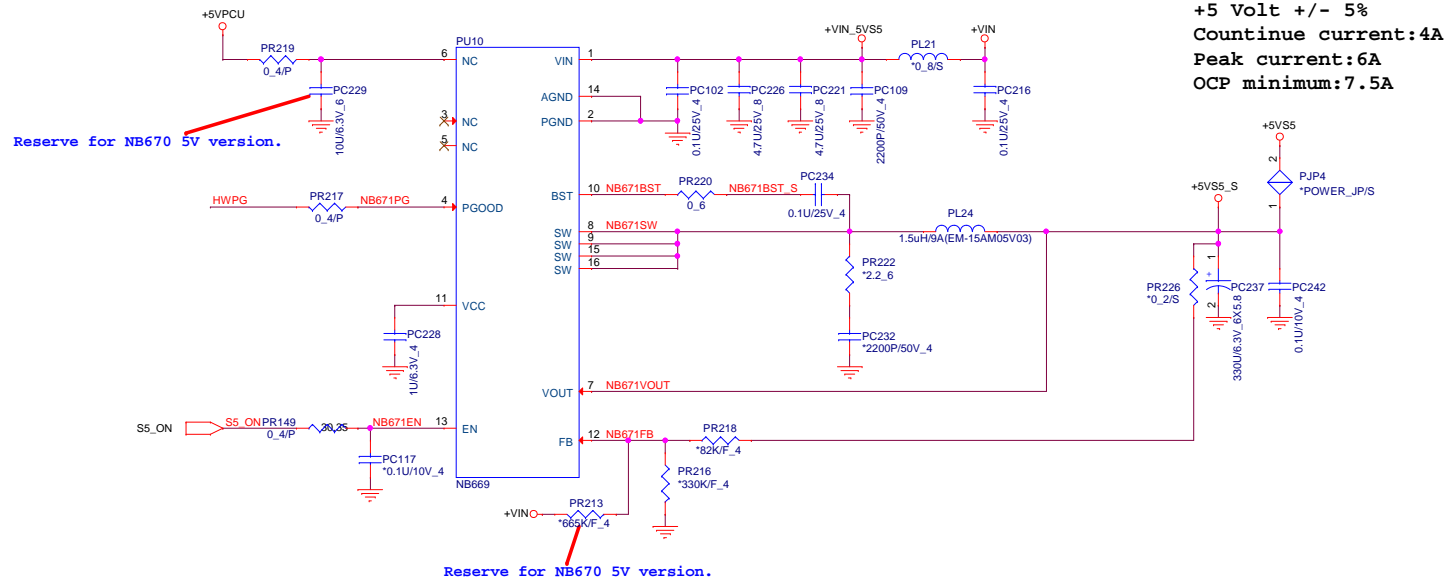 +5 Volt +/- 5%
Countinue current:4A
Peak current:6A
OCP minimum:7.5A
+5VPCU
PR219
0_4/P
PC229
10U/6.3V_6
Reserve for NB670 5V version.
HWPG
PR217
0_4/P
NB671PG
PC228
1U/6.3V_4
S5_ON
S5_ON
PR149
0_4/P
30,35
NB671EN
PC117
*0.1U/10V_4
PU10
6 NC
3 NC
5 NC
4 PGOOD
11 VCC
13 EN
VIN 1
AGND 14
PGND 2
BST 10
SW 8
SW 9
SW 15
SW 16
VOUT 7
FB 12
NB669
+VIN_5VS5
PL21
*0_8/S
+VIN
PC102
0.1U/25V_4
PC226
4.7U/25V_8
PC221
4.7U/25V_8
PC109
2200P/50V_4
PC216
0.1U/25V_4
NB671BST
PR220
0_6
NB671BST_S
PC234
0.1U/25V_4
NB671SW
PL24
1.5uH/9A(EM-15AM05V03)
PR222
*2.2_6
PC232
*2200P/50V_4
+5VS5
2
PJP4
*POWER_JP/S
1
+5VS5_S
PR226
*0_2/S
1
+
2
PC237
330U/6.3V_6X5.8
PC242
0.1U/10V_4
NB671VOUT
NB671FB
PR218
*82K/F_4
PR216
*330K/F_4
+VIN
PR213
*665K/F_4
Reserve for NB670 5V version.